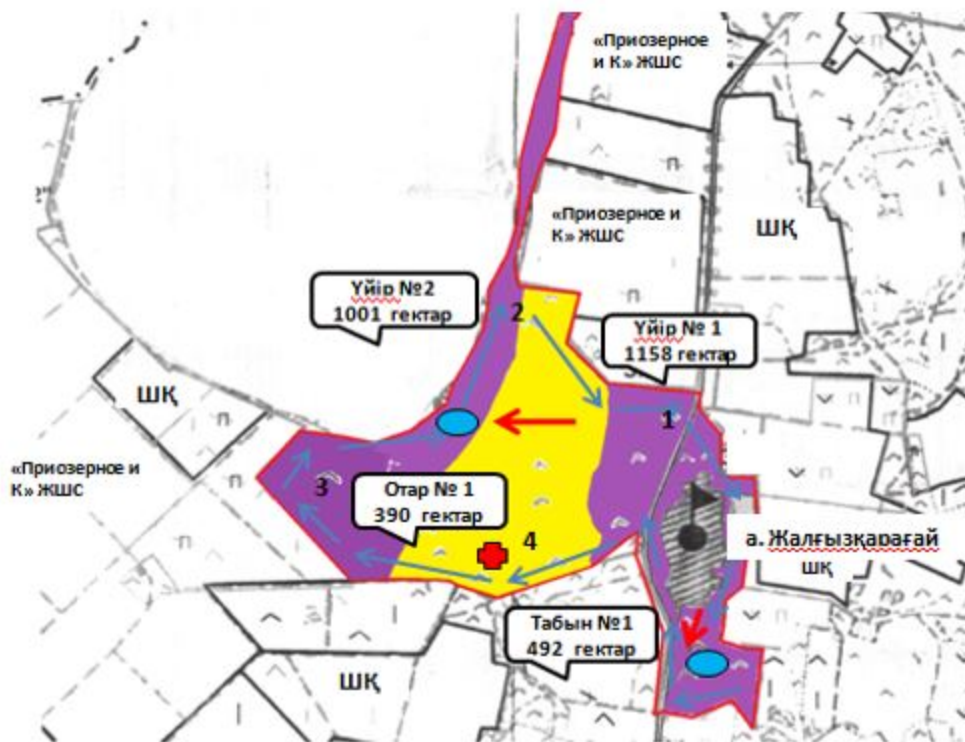 «Приозерное
и К» ЖШС
«Приозерное и
К» ЖШС
ШҚ
Үйір №2
1001 гектар
Үйір № 1
1158 гектар
2
1
ШҚ
«Приозерное и
К» ЖШС
3
Отар № 1
390 гектар
4
а. Жалғызқарағай
ШҚ
Табын №1
492 гектар
ШҚ